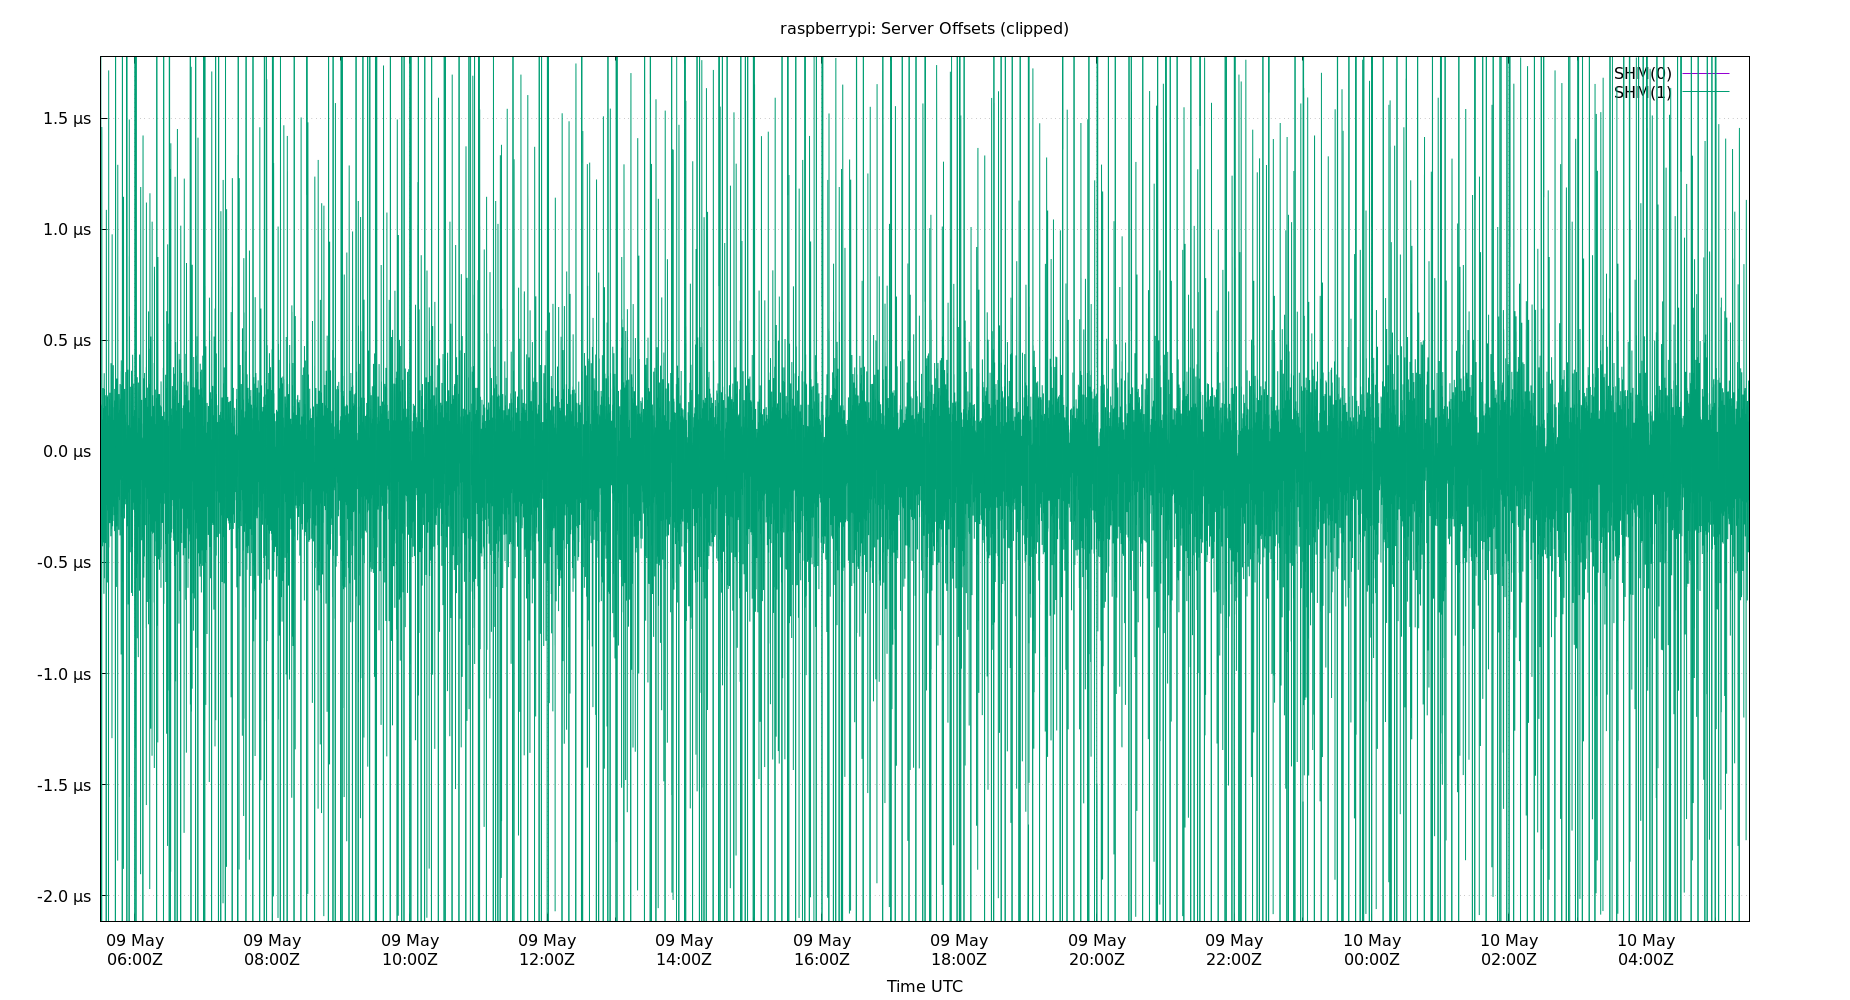 raspberrypi: Server Offsets (clipped)
SHM(0)
SHM(1)
1.5 µs
1.0 µs
0.5 µs
0.0 µs
-0.5 µs
-1.0 µs
-1.5 µs
-2.0 µs
09 May 09 May 09 May 09 May 09 May 09 May 09 May 09 May 09 May 10 May 10 May 10 May
06:00Z 08:00Z 10:00Z 12:00Z 14:00Z 16:00Z 18:00Z 20:00Z 22:00Z 00:00Z 02:00Z 04:00Z
Time UTC